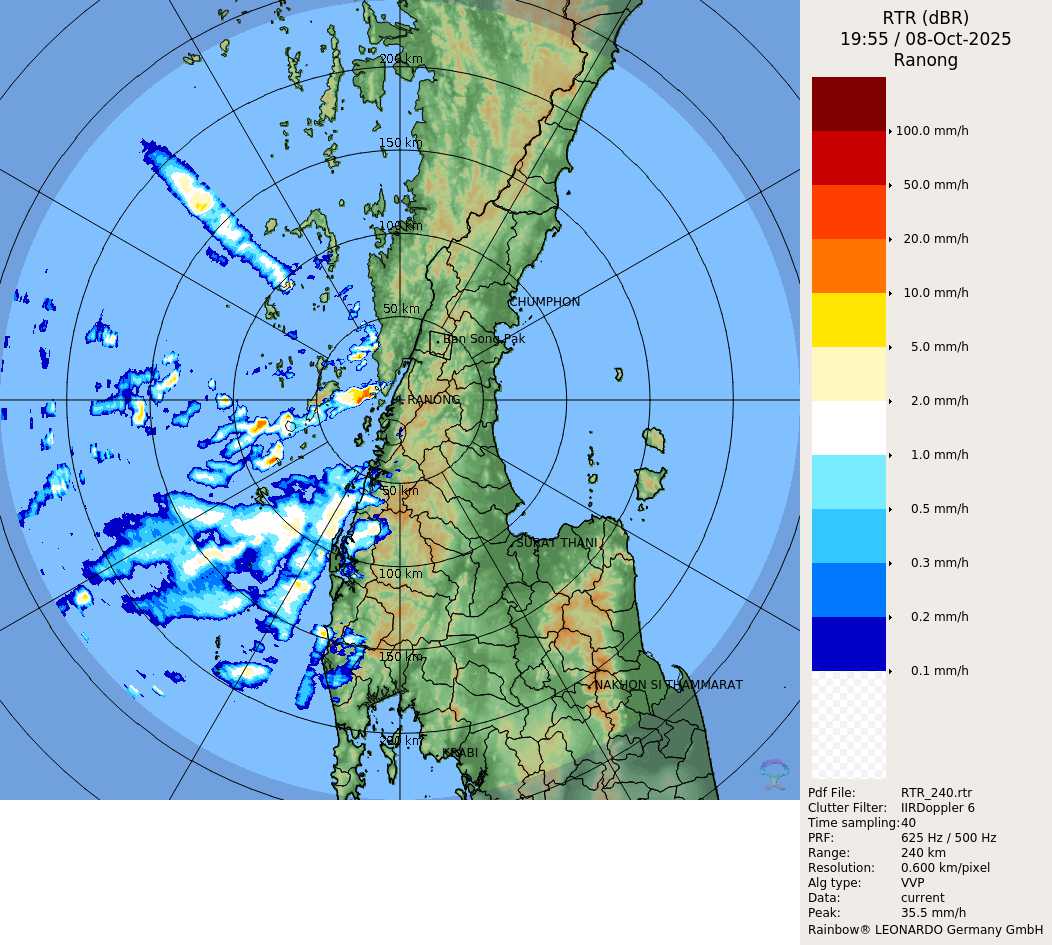 RTR (dBR)
19:55 / 08-Oct-2025
Ranong
100.0 mm/h
50.0 mm/h
20.0 mm/h
10.0 mm/h
5.0 mm/h
2.0 mm/h
1.0 mm/h
0.5 mm/h
0.3 mm/h
0.2 mm/h
0.1 mm/h
200 km
150 km
100 km
50 km
CHUMPHON
Ban Song Pak
RANONG
50 km
SURAT THANI
100 km
150 km
NAKHON SI THAMMARAT
200 km
KRABI
Pdf File: RTR_240.rtr
Clutter Filter: IIRDoppler 6
Time sampling:40
PRF: 625 Hz / 500 Hz
Range: 240 km
Resolution: 0.600 km/pixel
Alg type: VVP
Data: current
Peak: 35.5 mm/h
Rainbow® LEONARDO Germany GmbH